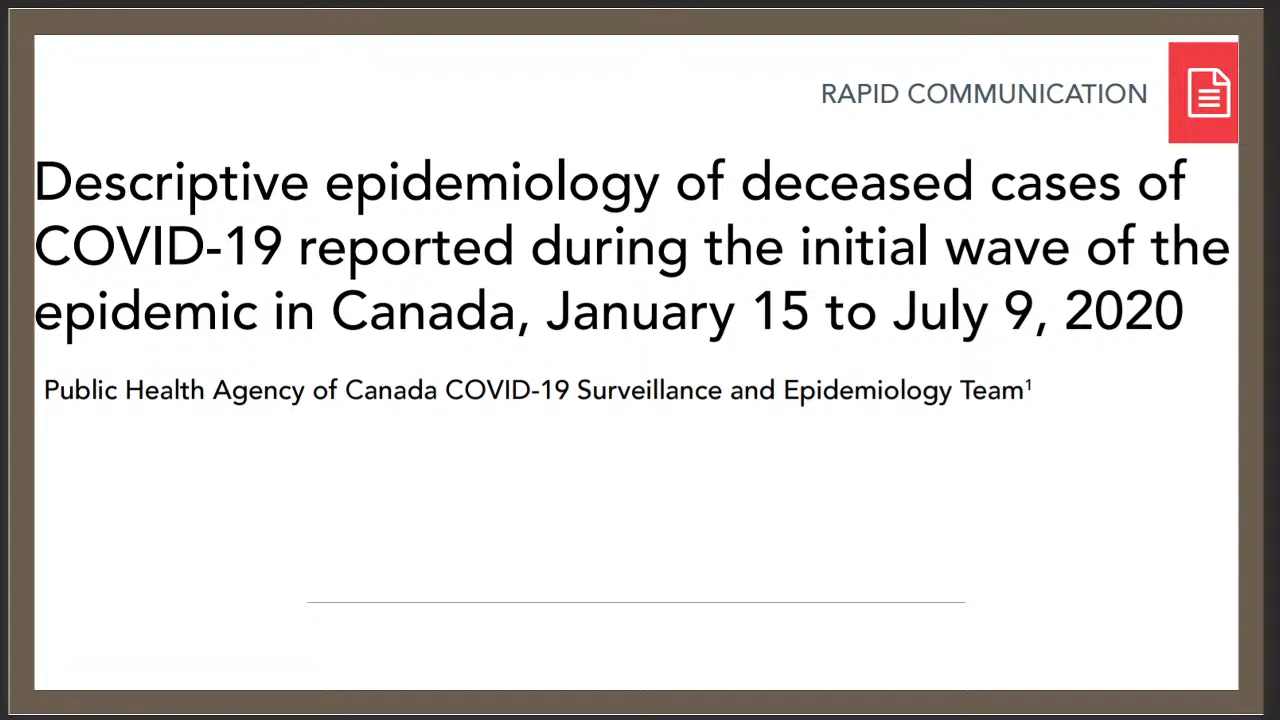 RAPID COMMUNICATION
Descriptive epidemiology of deceased cases of
COVID-19 reported during the initial wave of the
epidemic in Canada, January 15 to July 9, 2020
Public Health Agency of Canada COVID-19 Surveillance and Epidemiology Team¹